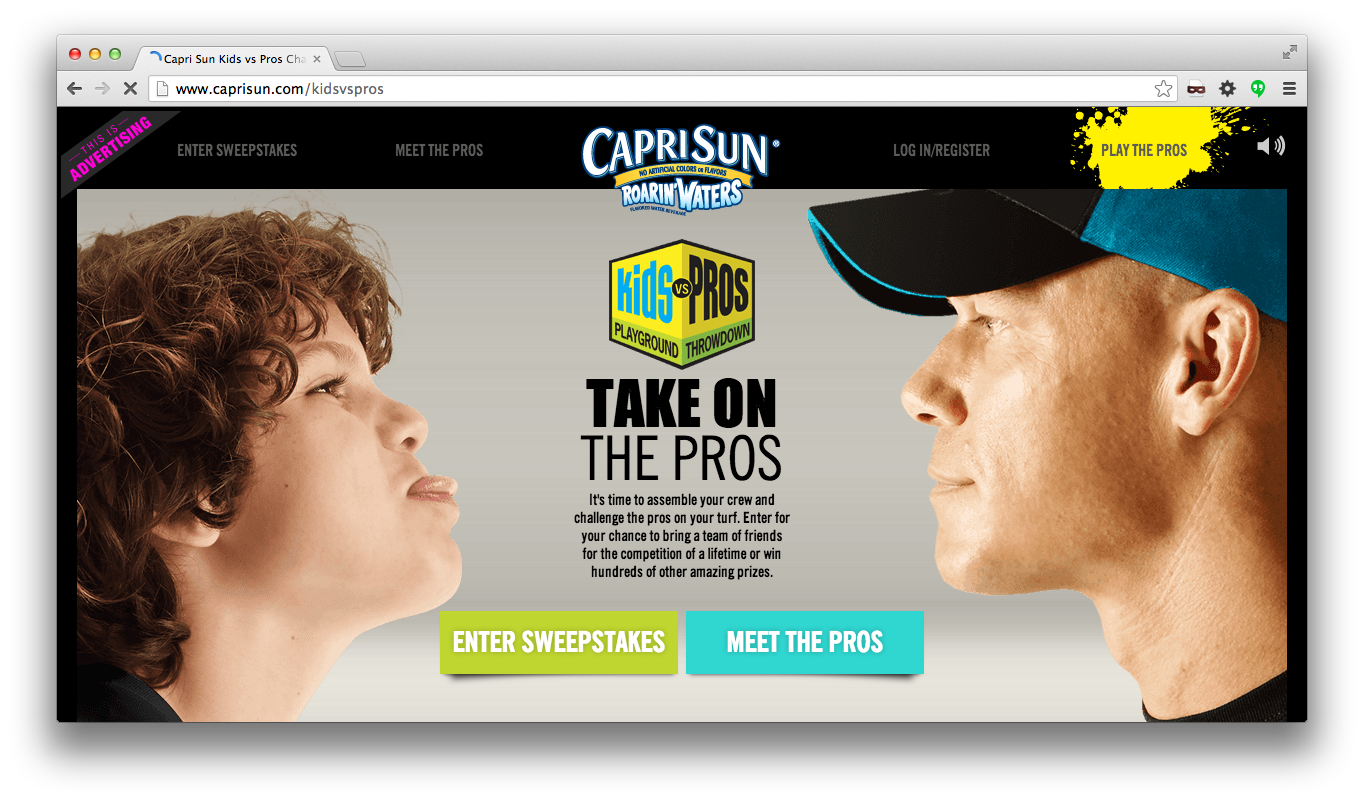 Capri Sun Kids vs Pros Cha
www.caprisun.com/kidsvspros
THIS IS
ADVERTISING
ENTER SWEEPSTAKES
MEET THE PROS
CAPRI SUN®
NO ARTIFICIAL COLORS OR FLAVORS
ROARIN' WATERS
FLAVORED WATER BEVERAGE
LOG IN/REGISTER
PLAY THE PROS
kids vs PROS
PLAYGROUND THROWDOWN
TAKE ON
THE PROS
It's time to assemble your crew and
challenge the pros on your turf. Enter for
your chance to bring a team of friends
for the competition of a lifetime or win
hundreds of other amazing prizes.
ENTER SWEEPSTAKES
MEET THE PROS